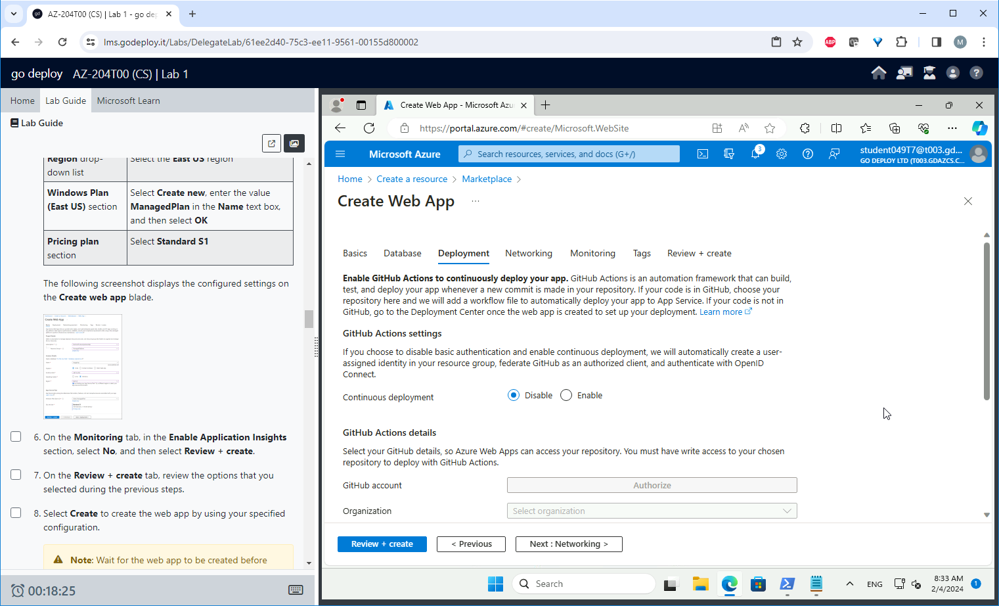 AZ-204T00 (CS) | Lab 1 - go de
lms.godeploy.it/Labs/DelegateLab/61ee2d40-75c3-ee11-9561-00155d800002
ABP
M
go deploy AZ-204T00 (CS) | Lab 1
Home Lab Guide Microsoft Learn
Lab Guide
Region drop-
down list
Select the East US region
Windows Plan
(East US) section
Select Create new, enter the value
ManagedPlan in the Name text box,
and then select OK
Pricing plan
section
Select Standard S1
The following screenshot displays the configured settings on
the Create web app blade.
6. On the Monitoring tab, in the Enable Application Insights
section, select No, and then select Review + create.
7. On the Review + create tab, review the options that you
selected during the previous steps.
8. Select Create to create the web app by using your specified
configuration.
Note: Wait for the web app to be created before
00:18:25
Create Web App - Microsoft Azu
https://portal.azure.com/#create/Microsoft.WebSite
Microsoft Azure
Search resources, services, and docs (G+/)
3
student049T7@t003.gd...
GO DEPLOY LTD (T003.GDAZCS.C...
Home > Create a resource > Marketplace >
Create Web App ...
Basics Database Deployment Networking Monitoring Tags Review + create
Enable GitHub Actions to continuously deploy your app. GitHub Actions is an automation framework that can build,
test, and deploy your app whenever a new commit is made in your repository. If your code is in GitHub, choose your
repository here and we will add a workflow file to automatically deploy your app to App Service. If your code is not in
GitHub, go to the Deployment Center once the web app is created to set up your deployment. Learn more
GitHub Actions settings
If you choose to disable basic authentication and enable continuous deployment, we will automatically create a user-
assigned identity in your resource group, federate GitHub as an authorized client, and authenticate with OpenID
Connect.
Continuous deployment Disable Enable
GitHub Actions details
Select your GitHub details, so Azure Web Apps can access your repository. You must have write access to your chosen
repository to deploy with GitHub Actions.
GitHub account Authorize
Organization Select organization
Review + create < Previous Next : Networking >
Search
ENG
8:33 AM
2/4/2024
1